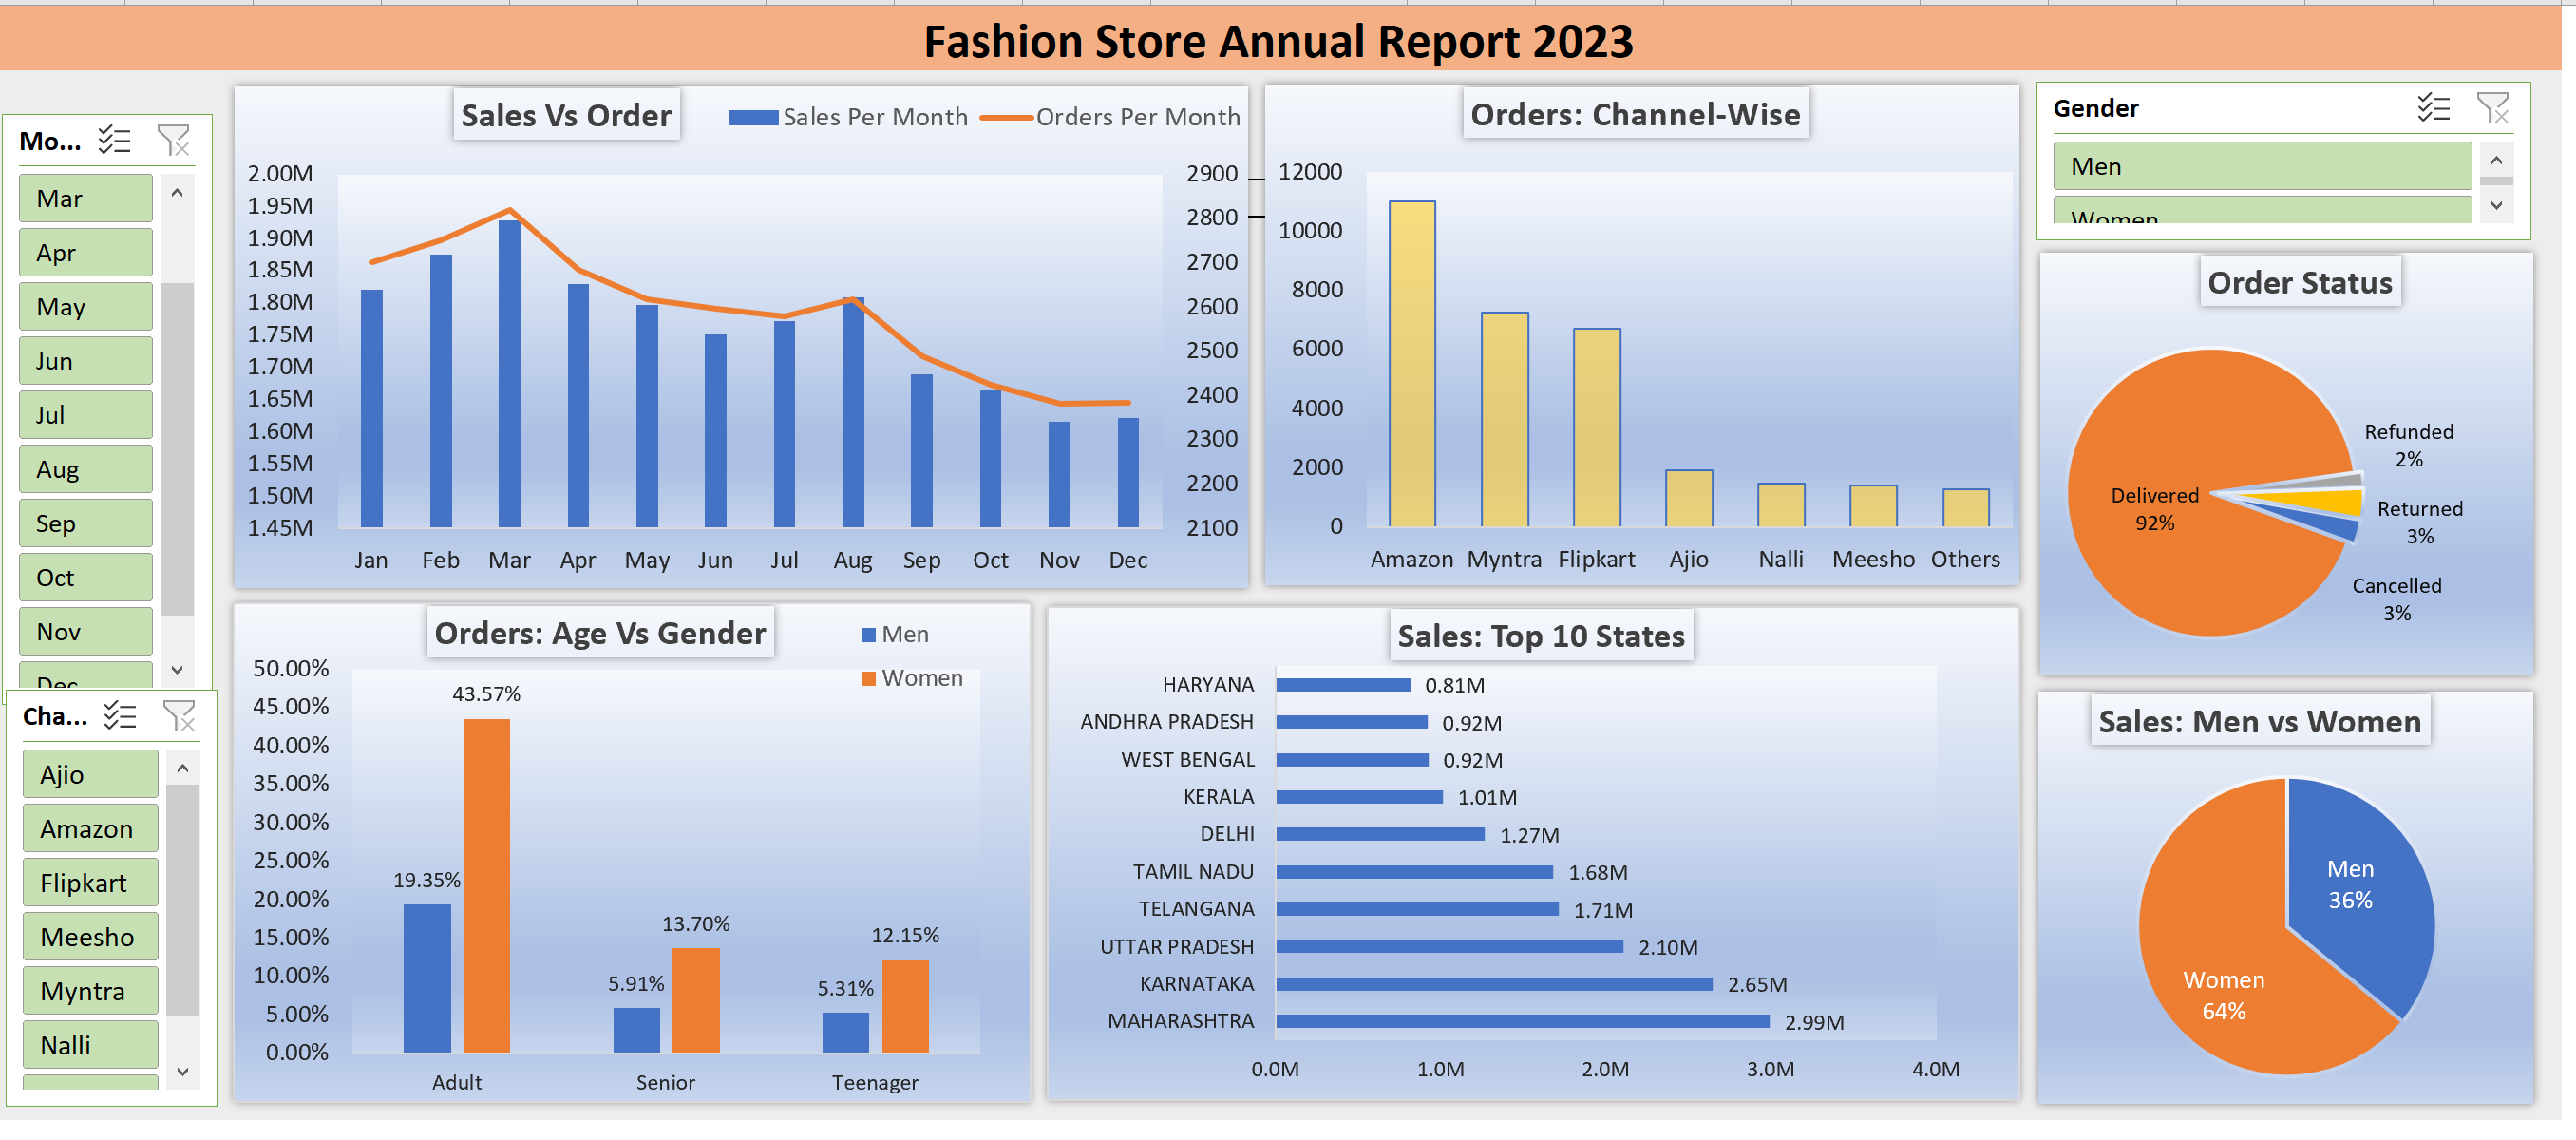 Fashion Store Annual Report 2023
Mo...
Mar
Apr
May
Jun
Jul
Aug
Sep
Oct
Nov
Dec
Cha...
Ajio
Amazon
Flipkart
Meesho
Myntra
Nalli
Sales Vs Order
Sales Per Month Orders Per Month
2.00M
1.95M
1.90M
1.85M
1.80M
1.75M
1.70M
1.65M
1.60M
1.55M
1.50M
1.45M
2900
2800
2700
2600
2500
2400
2300
2200
2100
Jan Feb Mar Apr May Jun Jul Aug Sep Oct Nov Dec
Orders: Channel-Wise
12000
10000
8000
6000
4000
2000
0
Amazon Myntra Flipkart Ajio Nalli Meesho Others
Gender
Men
Women
Order Status
Refunded
2%
Delivered
92%
Returned
3%
Cancelled
3%
Orders: Age Vs Gender
Men
Women
50.00%
45.00%
40.00%
35.00%
30.00%
25.00%
20.00%
15.00%
10.00%
5.00%
0.00%
43.57%
19.35%
13.70%
5.91%
12.15%
5.31%
Adult Senior Teenager
Sales: Top 10 States
HARYANA 0.81M
ANDHRA PRADESH 0.92M
WEST BENGAL 0.92M
KERALA 1.01M
DELHI 1.27M
TAMIL NADU 1.68M
TELANGANA 1.71M
UTTAR PRADESH 2.10M
KARNATAKA 2.65M
MAHARASHTRA 2.99M
0.0M 1.0M 2.0M 3.0M 4.0M
Sales: Men vs Women
Men
36%
Women
64%